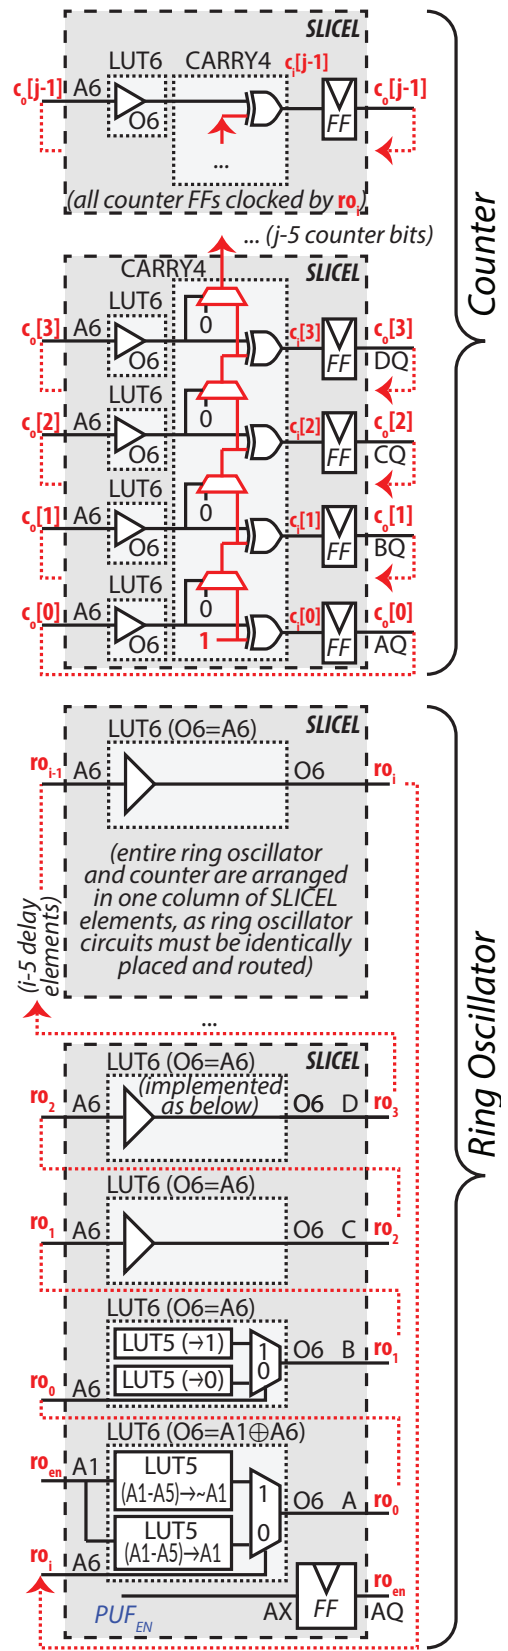 SLICEL
LUT6 CARRY4 c_i[j-1]
c_o[j-1] A6 c_o[j-1]
O6 FF
...
(all counter FFs clocked by ro_i)
... (j-5 counter bits)
Counter
CARRY4 SLICEL
LUT6
c_o[3] A6 0 c_i[3] c_o[3]
O6 FF DQ
LUT6
c_o[2] A6 0 c_i[2] c_o[2]
O6 FF CQ
LUT6
c_o[1] A6 0 c_i[1] c_o[1]
O6 FF BQ
LUT6
c_o[0] A6 0 c_i[0] c_o[0]
O6 1 FF AQ
SLICEL
LUT6 (O6=A6)
ro_i-1 A6 O6 ro_i
(entire ring oscillator
and counter are arranged
in one column of SLICEL
elements, as ring oscillator
circuits must be identically
placed and routed)
(i-5 delay
elements)
...
Ring Oscillator
LUT6 (O6=A6) SLICEL
(implemented
as below)
ro_2 A6 O6 D ro_3
LUT6 (O6=A6)
ro_1 A6 O6 C ro_2
LUT6 (O6=A6)
LUT5 (→1) 1
O6 B ro_1
LUT5 (→0) 0
ro_0 A6
LUT6 (O6=A1⊕A6)
ro_en A1 LUT5
(A1-A5)→~A1 1
O6 A ro_0
LUT5 0
(A1-A5)→A1
ro_i A6
PUF_EN AX FF AQ
ro_en